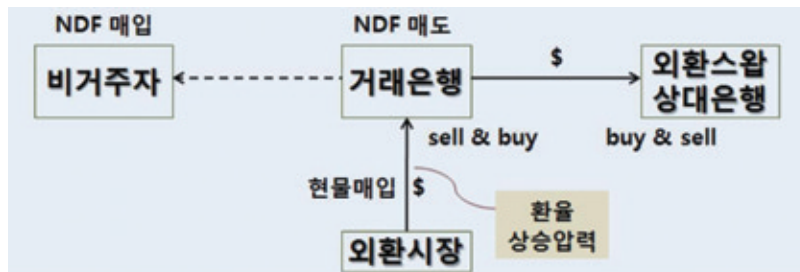 NDF 매입
NDF 매도
비거주자
거래은행
$
외환스왑
상대은행
sell & buy
buy & sell
현물매입 $
환율
상승압력
외환시장